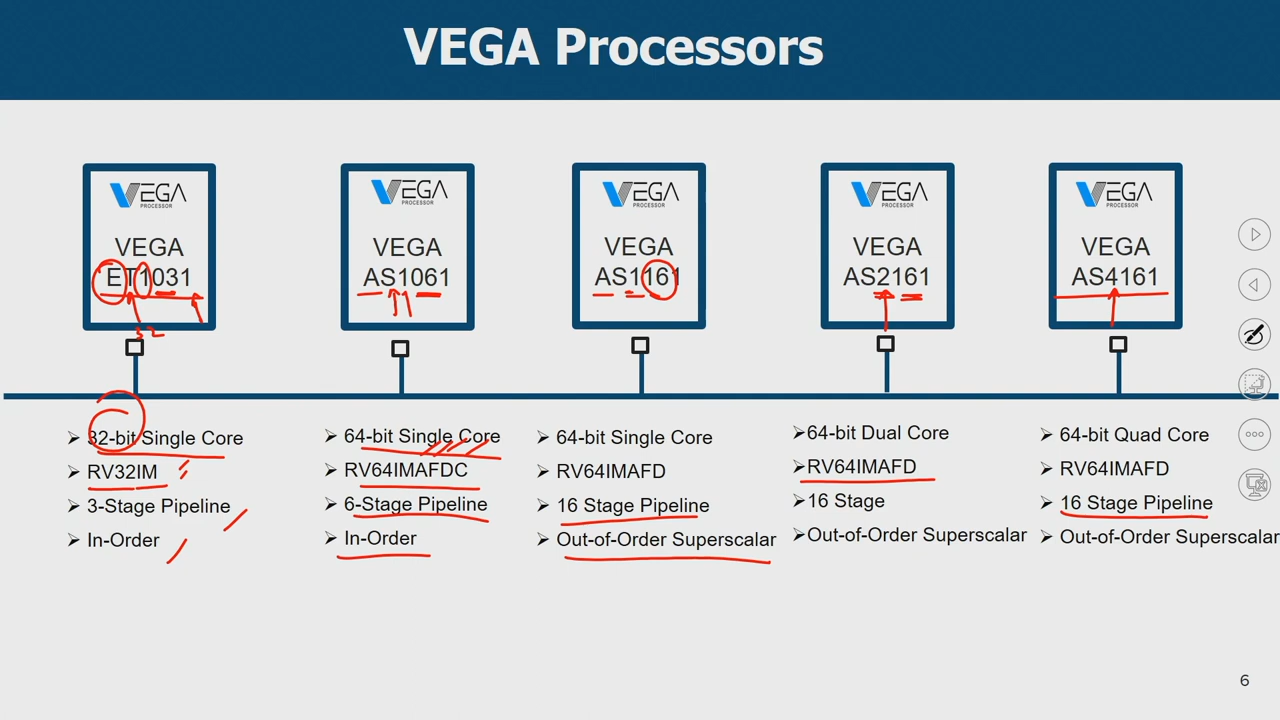 VEGA Processors
VEGA
PROCESSOR
VEGA
ET1031
32
VEGA
PROCESSOR
VEGA
AS1061
VEGA
PROCESSOR
VEGA
AS1161
VEGA
PROCESSOR
VEGA
AS2161
VEGA
PROCESSOR
VEGA
AS4161
➢ 32-bit Single Core
➢ RV32IM
➢ 3-Stage Pipeline
➢ In-Order
➢ 64-bit Single Core
➢ RV64IMAFDC
➢ 6-Stage Pipeline
➢ In-Order
➢ 64-bit Single Core
➢ RV64IMAFD
➢ 16 Stage Pipeline
➢ Out-of-Order Superscalar
➢64-bit Dual Core
➢RV64IMAFD
➢16 Stage
➢Out-of-Order Superscalar
➢ 64-bit Quad Core
➢ RV64IMAFD
➢ 16 Stage Pipeline
➢ Out-of-Order Superscalar
6